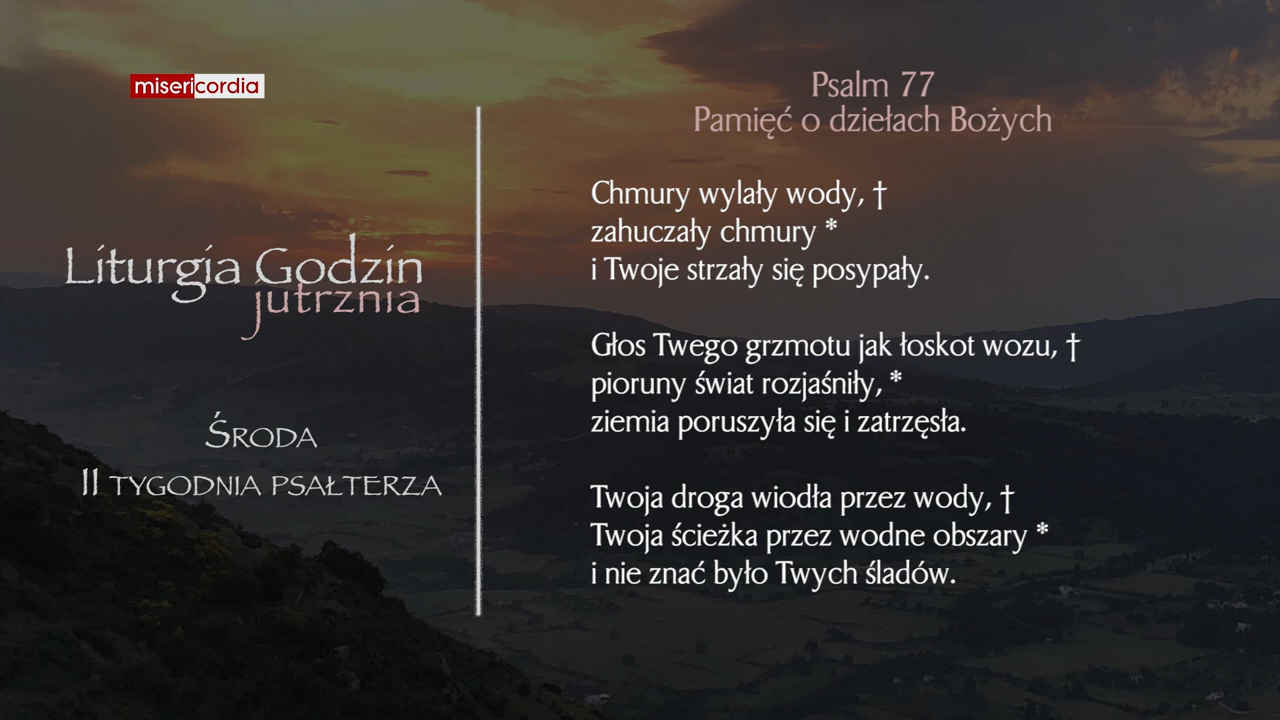 misericordia
Liturgia Godzin
jutrznia
Środa
II tygodnia psałterza
Psalm 77
Pamięć o dziełach Bożych
Chmury wylały wody, †
zahuczały chmury *
i Twoje strzały się posypały.
Głos Twego grzmotu jak łoskot wozu, †
pioruny świat rozjaśniły, *
ziemia poruszyła się i zatrzęsła.
Twoja droga wiodła przez wody, †
Twoja ścieżka przez wodne obszary *
i nie znać było Twych śladów.